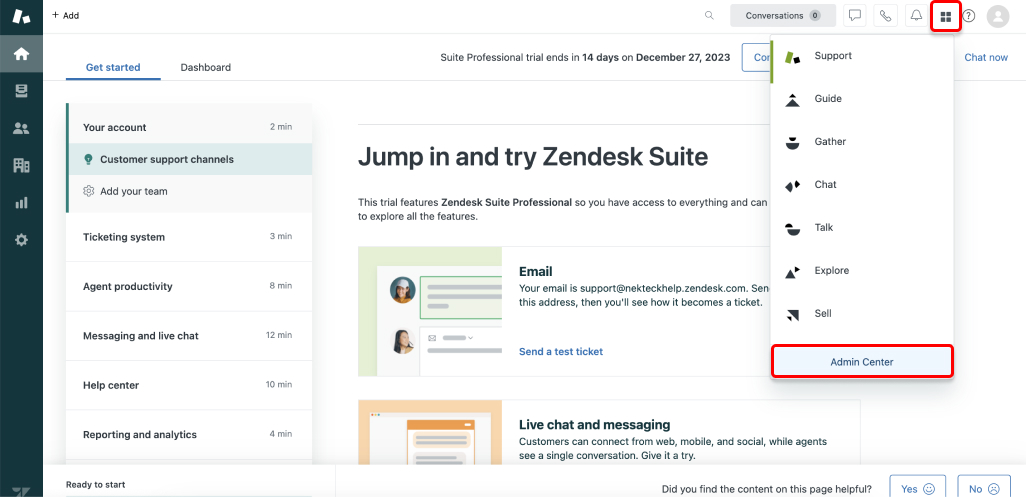 + Add
Conversations 0
Get started
Dashboard
Suite Professional trial ends in 14 days on December 27, 2023
Chat now
Support
Guide
Gather
Chat
Talk
Explore
Sell
Admin Center
Your account 2 min
Customer support channels
Add your team
Ticketing system 3 min
Agent productivity 8 min
Messaging and live chat 12 min
Help center 10 min
Reporting and analytics 4 min
Ready to start
Jump in and try Zendesk Suite
This trial features Zendesk Suite Professional so you have access to everything and can
to explore all the features.
Email
Your email is support@nekteckhelp.zendesk.com.
this address, then you'll see how it becomes a ticket.
Send a test ticket
Live chat and messaging
Customers can connect from web, mobile, and social, while agents
see a single conversation. Give it a try.
Did you find the content on this page helpful?
Yes
No